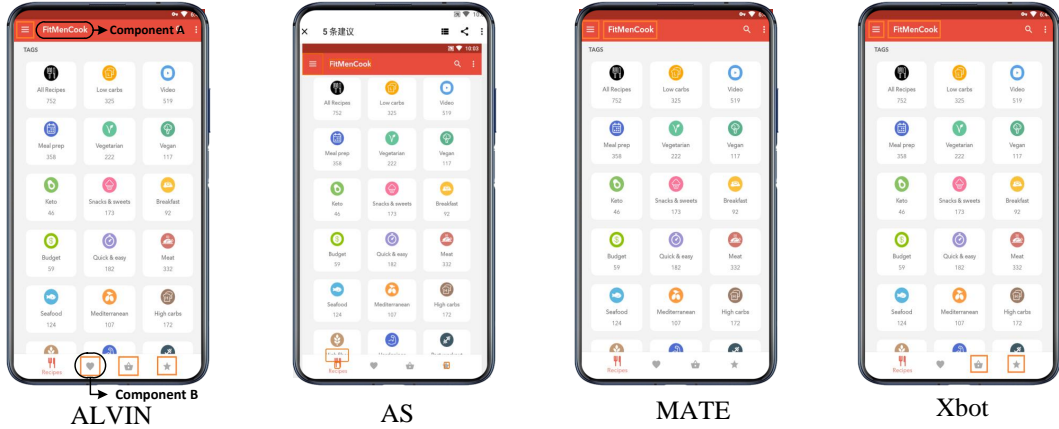 FitMenCook Component A
TAGS
All Recipes Low carbs Video
752 325 519
Meal prep Vegetarian Vegan
358 222 117
Keto Snacks & sweets Breakfast
46 173 92
Budget Quick & easy Meat
59 182 332
Seafood Mediterranean High carbs
124 107 172
Recipes
Component B
ALVIN
5 条建议
10:03
FitMenCook
All Recipes Low carbs Video
752 325 519
Meal prep Vegetarian Vegan
358 222 117
Keto Snacks & sweets Breakfast
46 173 92
Budget Quick & easy Meat
59 182 332
Seafood Mediterranean High carbs
124 107 172
Recipes
AS
FitMenCook
TAGS
All Recipes Low carbs Video
752 325 519
Meal prep Vegetarian Vegan
358 222 117
Keto Snacks & sweets Breakfast
46 173 92
Budget Quick & easy Meat
59 182 332
Seafood Mediterranean High carbs
124 107 172
Recipes
MATE
FitMenCook
TAGS
All Recipes Low carbs Video
752 325 519
Meal prep Vegetarian Vegan
358 222 117
Keto Snacks & sweets Breakfast
46 173 92
Budget Quick & easy Meat
59 182 332
Seafood Mediterranean High carbs
124 107 172
Recipes
Xbot